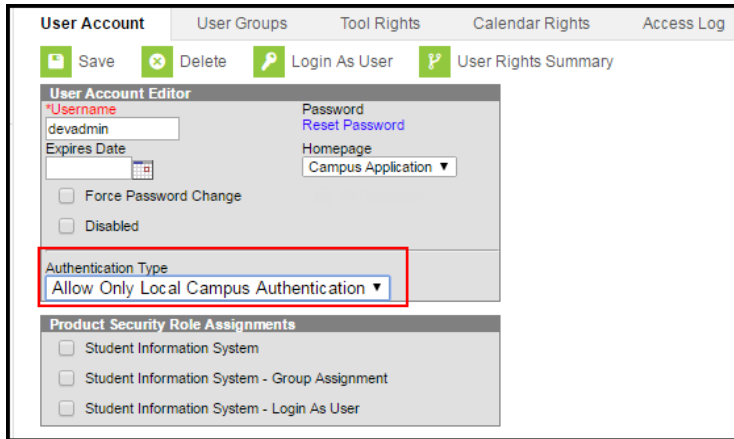 User Account User Groups Tool Rights Calendar Rights Access Log
Save Delete Login As User User Rights Summary
User Account Editor
*Username Password
devadmin Reset Password
Expires Date Homepage
Campus Application
Force Password Change
Disabled
Authentication Type
Allow Only Local Campus Authentication
Product Security Role Assignments
Student Information System
Student Information System - Group Assignment
Student Information System - Login As User